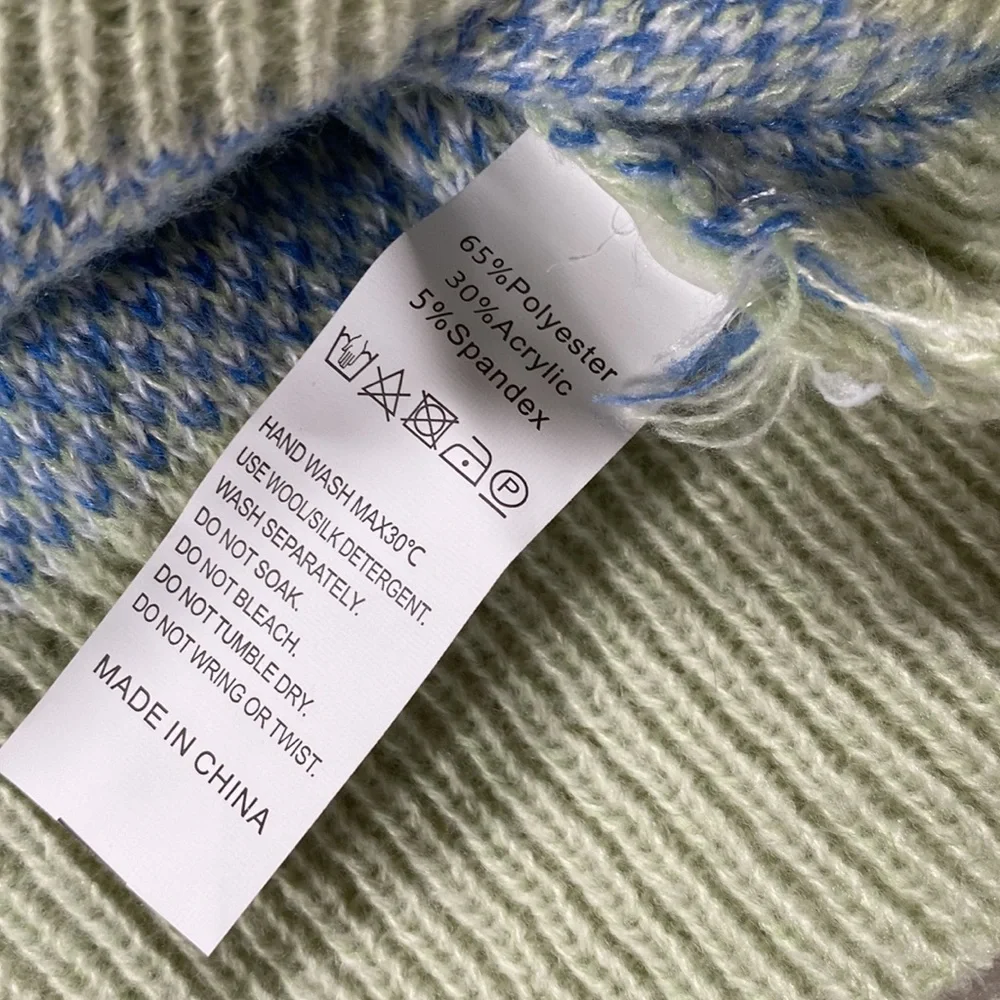 65%Polyester
30%Acrylic
5%Spandex
P
HAND WASH MAX30°C
USE WOOL/SILK DETERGENT.
WASH SEPARATELY.
DO NOT SOAK.
DO NOT BLEACH.
DO NOT TUMBLE DRY.
DO NOT WRING OR TWIST.
MADE IN CHINA